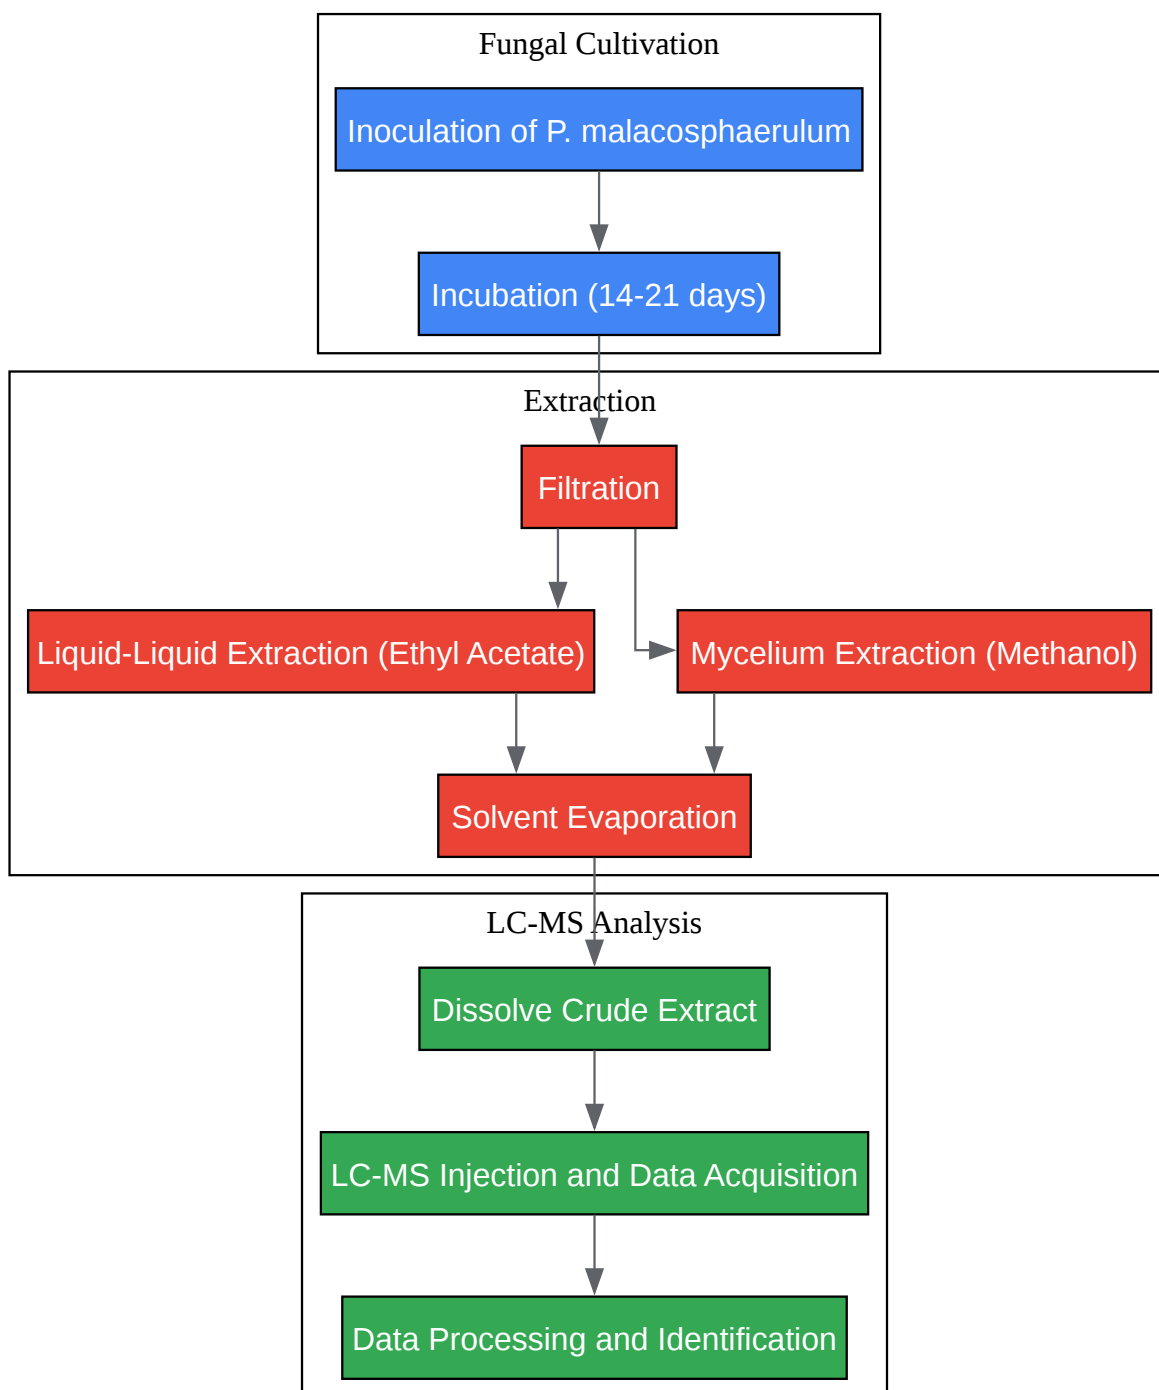 Fungal Cultivation
Inoculation of P. malacosphaerulum
Incubation (14-21 days)
Extraction
Filtration
Liquid-Liquid Extraction (Ethyl Acetate)
Mycelium Extraction (Methanol)
Solvent Evaporation
LC-MS Analysis
Dissolve Crude Extract
LC-MS Injection and Data Acquisition
Data Processing and Identification